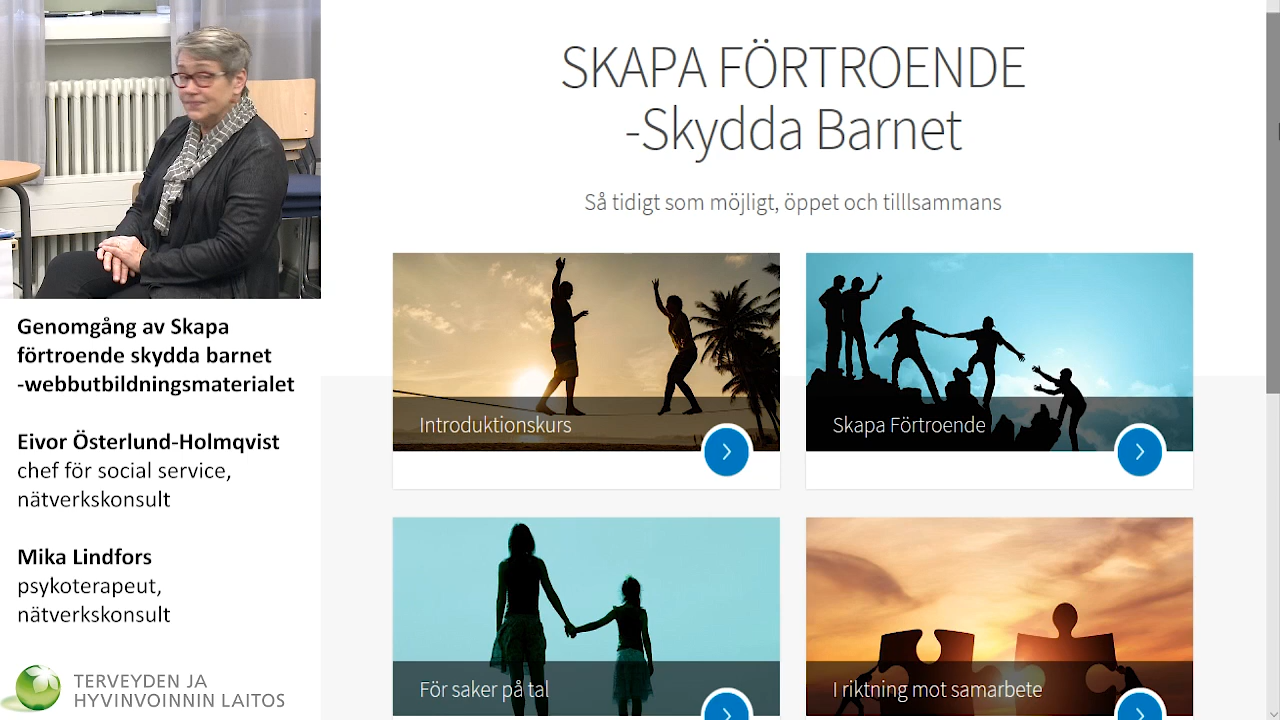 SKAPA FÖRTROENDE
-Skydda Barnet
Så tidigt som möjligt, öppet och tilllsammans
Introduktionskurs
Skapa Förtroende
För saker på tal
I riktning mot samarbete
Genomgång av Skapa
förtroende skydda barnet
-webbutbildningsmaterialet
Eivor Österlund-Holmqvist
chef för social service,
nätverkskonsult
Mika Lindfors
psykoterapeut,
nätverkskonsult
TERVEYDEN JA
HYVINVOINNIN LAITOS